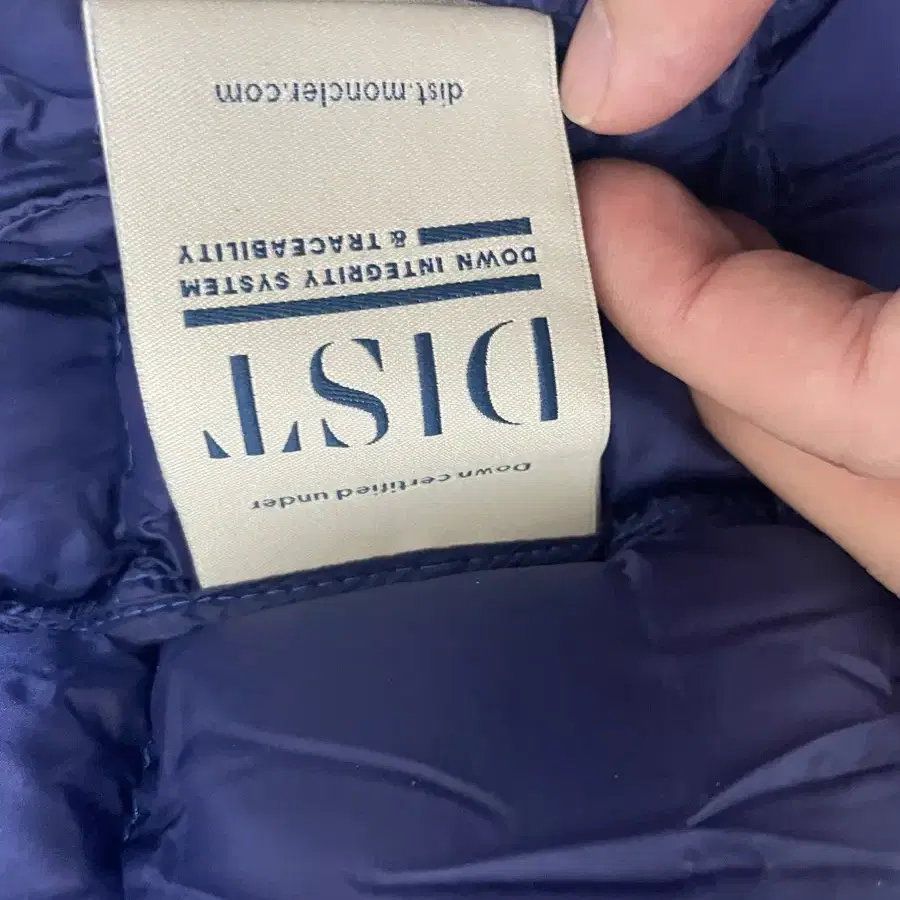 Down certified under
DIST
DOWN INTEGRITY SYSTEM
& TRACEABILITY
dist.moncler.com